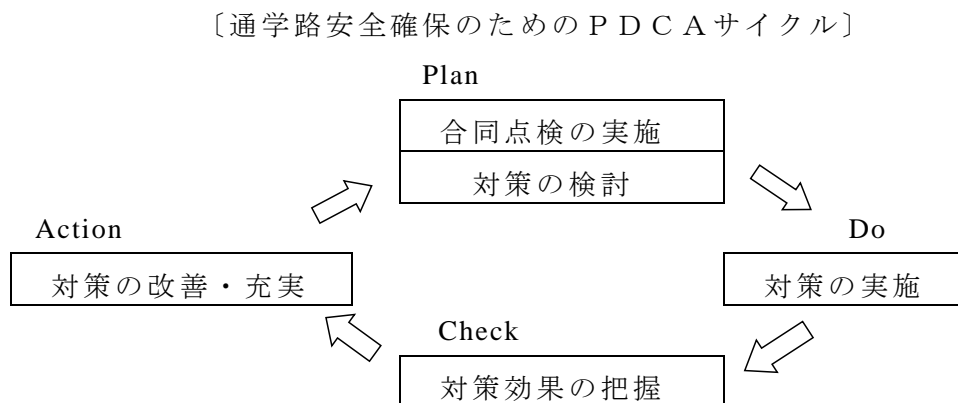 〔通学路安全確保のためのＰＤＣＡサイクル〕
Plan
合同点検の実施
対策の検討
Action
Do
対策の改善・充実
対策の実施
Check
対策効果の把握